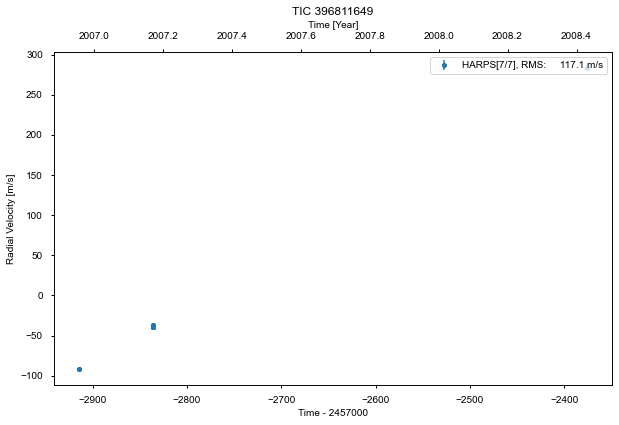 TIC 396811649
Time [Year]
2007.0 2007.2 2007.4 2007.6 2007.8 2008.0 2008.2 2008.4
HARPS[7/7], RMS: 117.1 m/s
300
250
200
150
100
50
0
−50
−100
Radial Velocity [m/s]
−2900 −2800 −2700 −2600 −2500 −2400
Time - 2457000